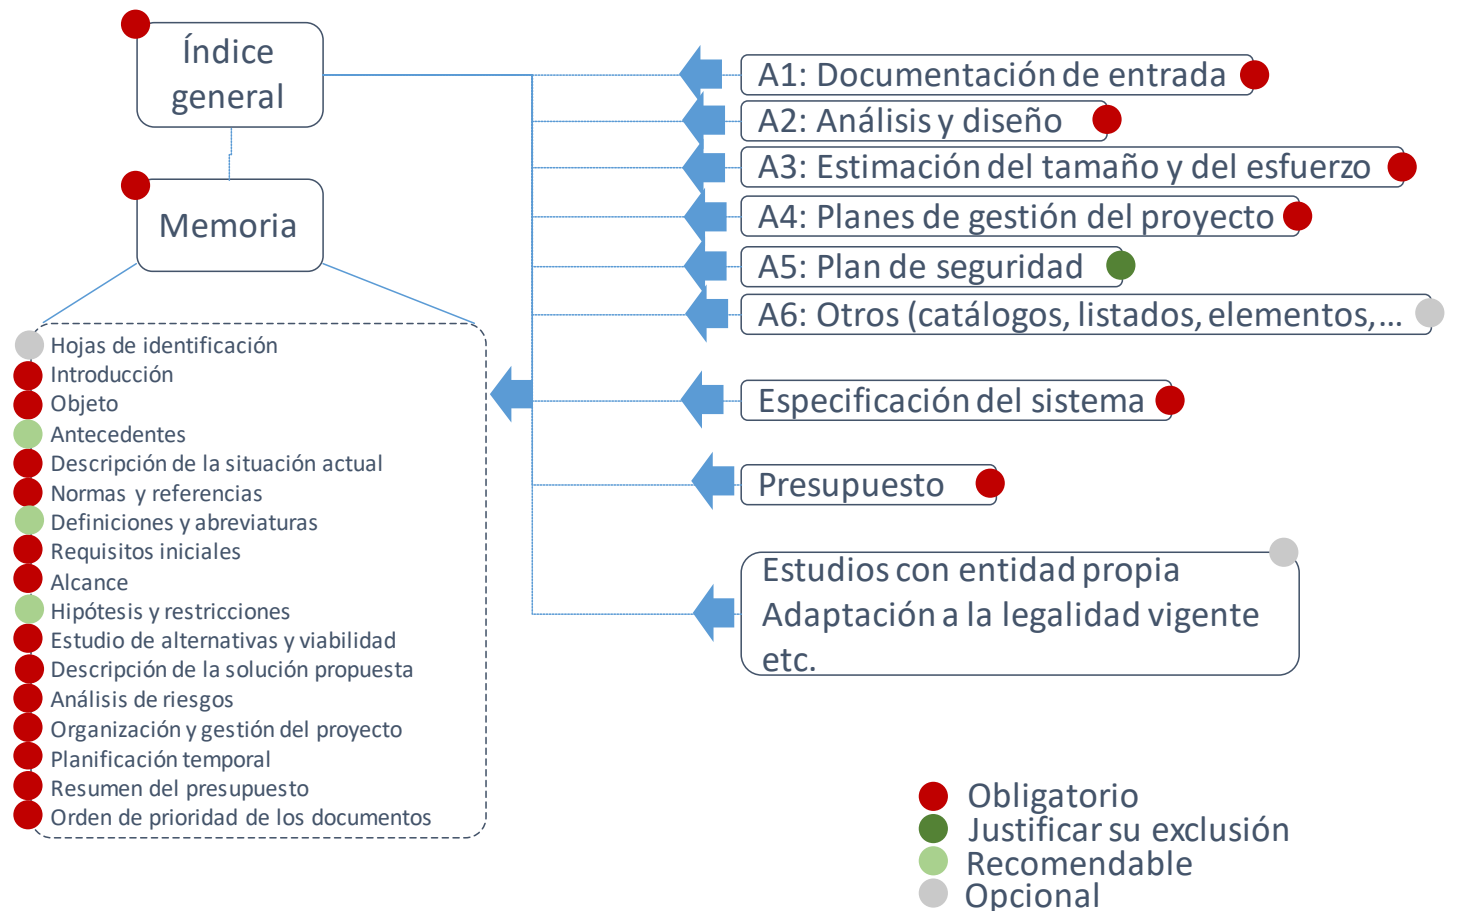 Índice
general
Memoria
Hojas de identificación
Introducción
Objeto
Antecedentes
Descripción de la situación actual
Normas y referencias
Definiciones y abreviaturas
Requisitos iniciales
Alcance
Hipótesis y restricciones
Estudio de alternativas y viabilidad
Descripción de la solución propuesta
Análisis de riesgos
Organización y gestión del proyecto
Planificación temporal
Resumen del presupuesto
Orden de prioridad de los documentos
A1: Documentación de entrada
A2: Análisis y diseño
A3: Estimación del tamaño y del esfuerzo
A4: Planes de gestión del proyecto
A5: Plan de seguridad
A6: Otros (catálogos, listados, elementos,...
Especificación del sistema
Presupuesto
Estudios con entidad propia
Adaptación a la legalidad vigente
etc.
Obligatorio
Justificar su exclusión
Recomendable
Opcional